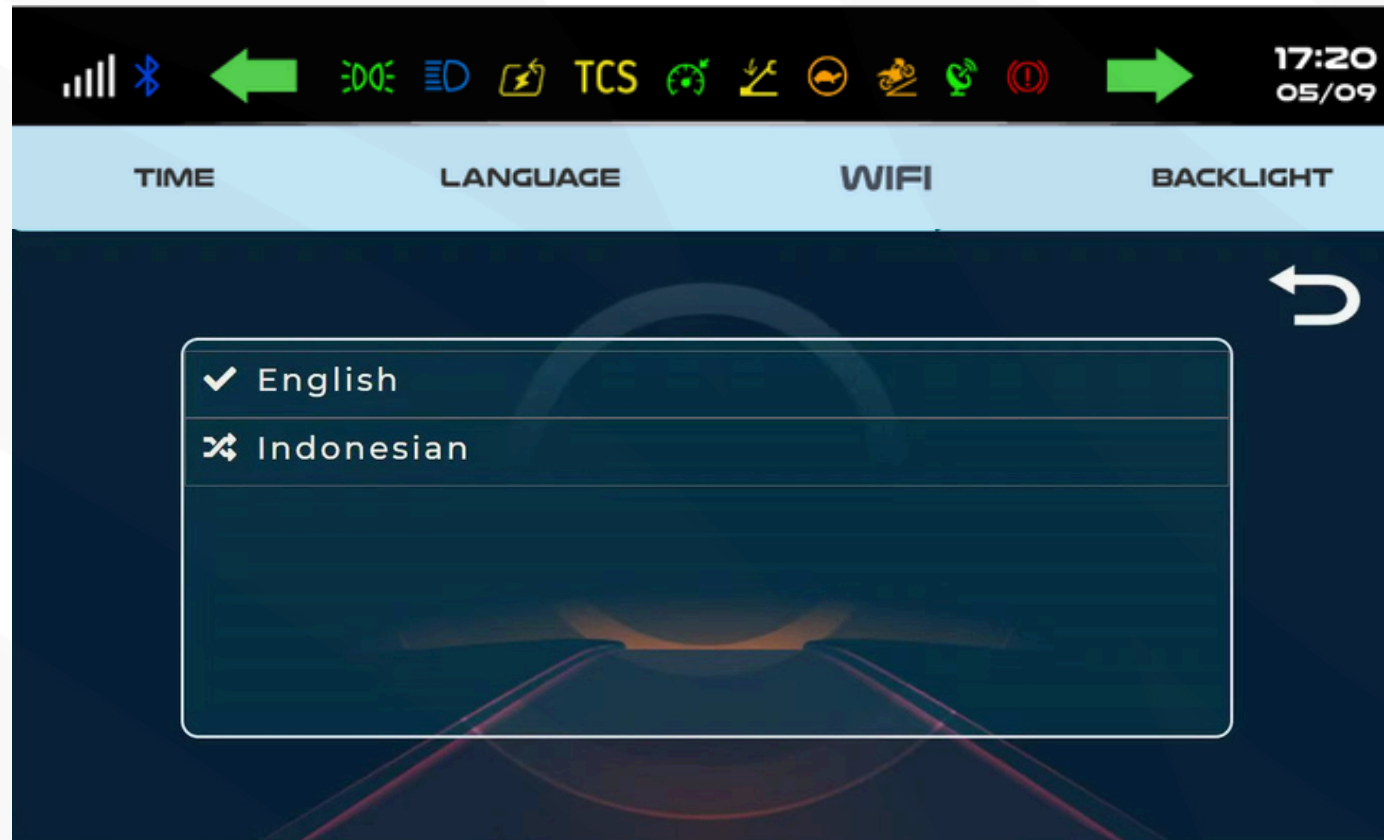 TCS
17:20
05/09
TIME LANGUAGE WIFI BACKLIGHT
English
Indonesian